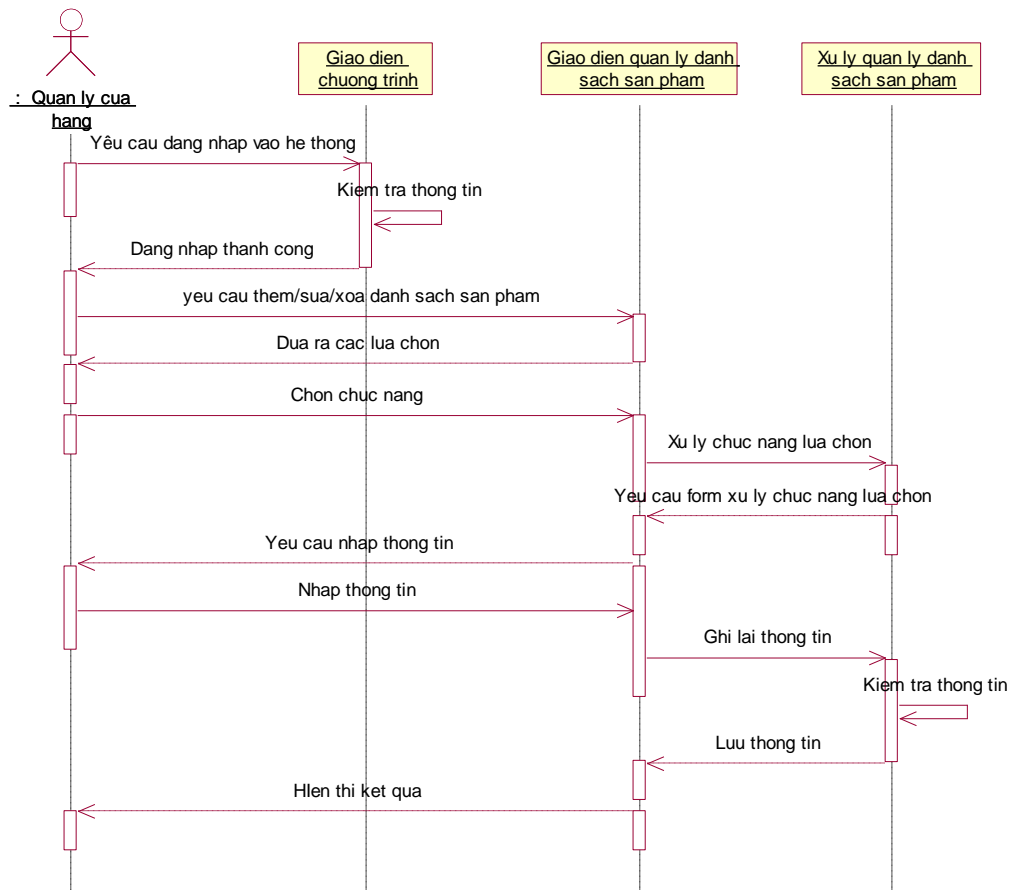 Giao dien
chuong trinh
Giao dien quan ly danh
sach san pham
Xu ly quan ly danh
sach san pham
: Quan ly cua
hang
Yêu cau dang nhap vao he thong
Kiem tra thong tin
Dang nhap thanh cong
yeu cau them/sua/xoa danh sach san pham
Dua ra cac lua chon
Chon chuc nang
Xu ly chuc nang lua chon
Yeu cau form xu ly chuc nang lua chon
Yeu cau nhap thong tin
Nhap thong tin
Ghi lai thong tin
Kiem tra thong tin
Luu thong tin
HIen thi ket qua